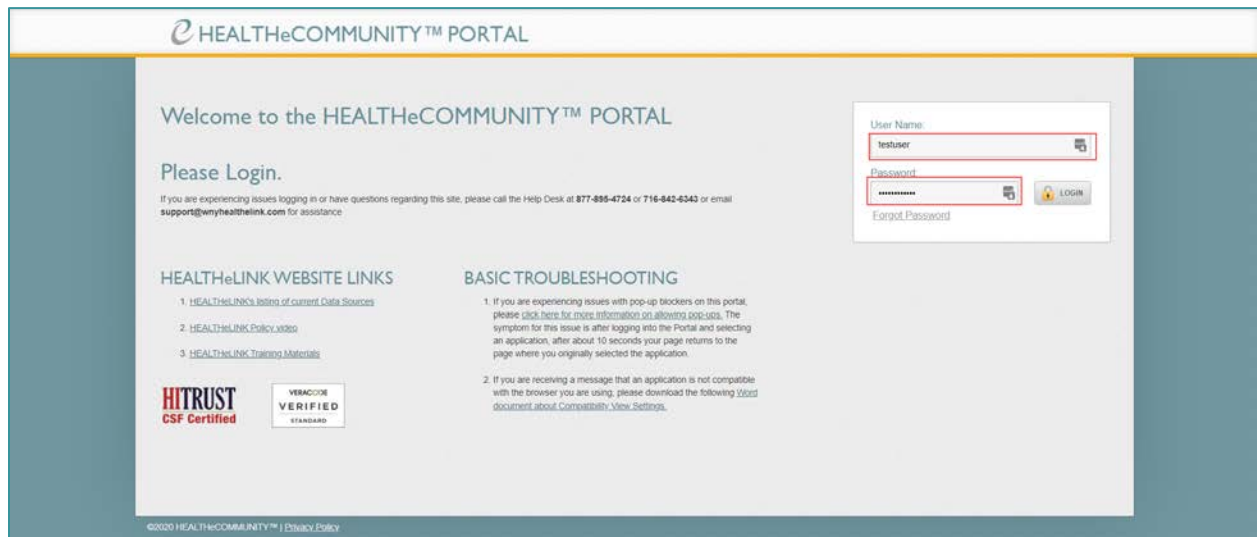 HEALTHeCOMMUNITY™ PORTAL
Welcome to the HEALTHeCOMMUNITY™ PORTAL
Please Login.
If you are experiencing issues logging in or have questions regarding this site, please call the Help Desk at 877-895-4724 or 716-842-6343 or email
support@wnyhealthelink.com for assistance
User Name:
testuser
Password:
••••••••••••
LOGIN
Forgot Password
HEALTHeLINK WEBSITE LINKS
1. HEALTHeLINK's listing of current Data Sources
2. HEALTHeLINK Policy video
3. HEALTHeLINK Training Materials
HITRUST
CSF Certified
VERACODE
VERIFIED
STANDARD
BASIC TROUBLESHOOTING
1. If you are experiencing issues with pop-up blockers on this portal,
please click here for more information on allowing pop-ups. The
symptom for this issue is after logging into the Portal and selecting
an application, after about 10 seconds your page returns to the
page where you originally selected the application.
2. If you are receiving a message that an application is not compatible
with the browser you are using, please download the following Word
document about Compatibility View Settings.
©2020 HEALTHeCOMMUNITY™ | Privacy Policy